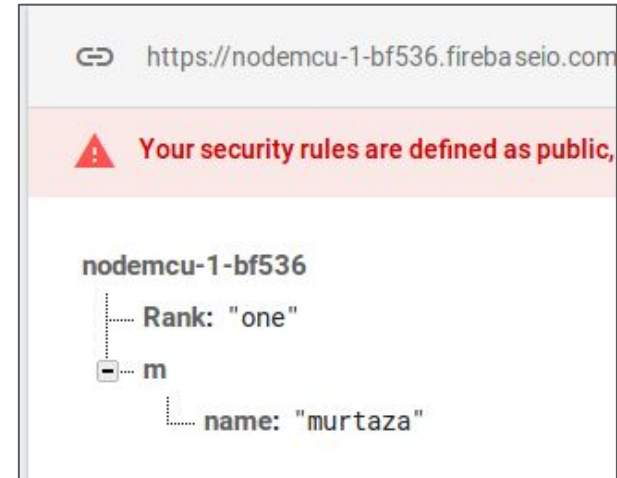 https://nodemcu-1-bf536.firebaseio.com
Your security rules are defined as public,
nodemcu-1-bf536
Rank: "one"
m
name: "murtaza"